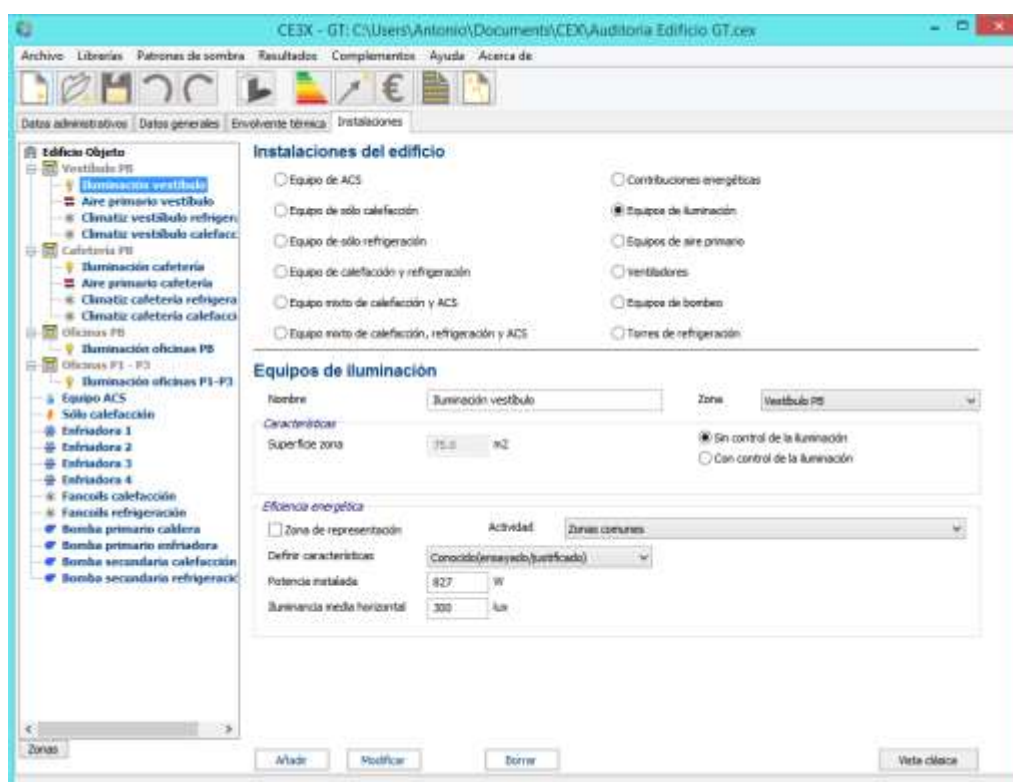 CE3X - GT: C:\Users\Antonio\Documents\CEX\Auditoria Edificio GT.cex
Archivo Librerías Patrones de sombra Resultados Complementos Ayuda Acerca de
Datos administrativos Datos generales Envolvente térmica Instalaciones
Edificio Objeto
Vestíbulo PB
Iluminación vestíbulo
Aire primario vestíbulo
Climatiz vestíbulo refriger
Climatiz vestíbulo calefacc
Cafetería PB
Iluminación cafetería
Aire primario cafetería
Climatiz cafetería refrigera
Climatiz cafetería calefacci
Oficinas PB
Iluminación oficinas PB
Oficinas P1 - P3
Iluminación oficinas P1-P3
Equipo ACS
Sólo calefacción
Enfriadora 1
Enfriadora 2
Enfriadora 3
Enfriadora 4
Fancoils calefacción
Fancoils refrigeración
Bomba primario caldera
Bomba primario enfriadora
Bomba secundaria calefacción
Bomba secundaria refrigeració
Zonas
Instalaciones del edificio
Equipo de ACS
Contribuciones energéticas
Equipo de sólo calefacción
Equipos de iluminación
Equipo de sólo refrigeración
Equipos de aire primario
Equipo de calefacción y refrigeración
Ventiladores
Equipo mixto de calefacción y ACS
Equipos de bombeo
Equipo mixto de calefacción, refrigeración y ACS
Torres de refrigeración
Equipos de iluminación
Nombre Iluminación vestíbulo Zona Vestíbulo PB
Características
Superficie zona 75.0 m2
Sin control de la iluminación
Con control de la iluminación
Eficiencia energética
Zona de representación Actividad Zonas comunes
Definir características Conocido(ensayado/justificado)
Potencia instalada 827 W
Iluminancia media horizontal 300 lux
Añadir Modificar Borrar Vista clásica